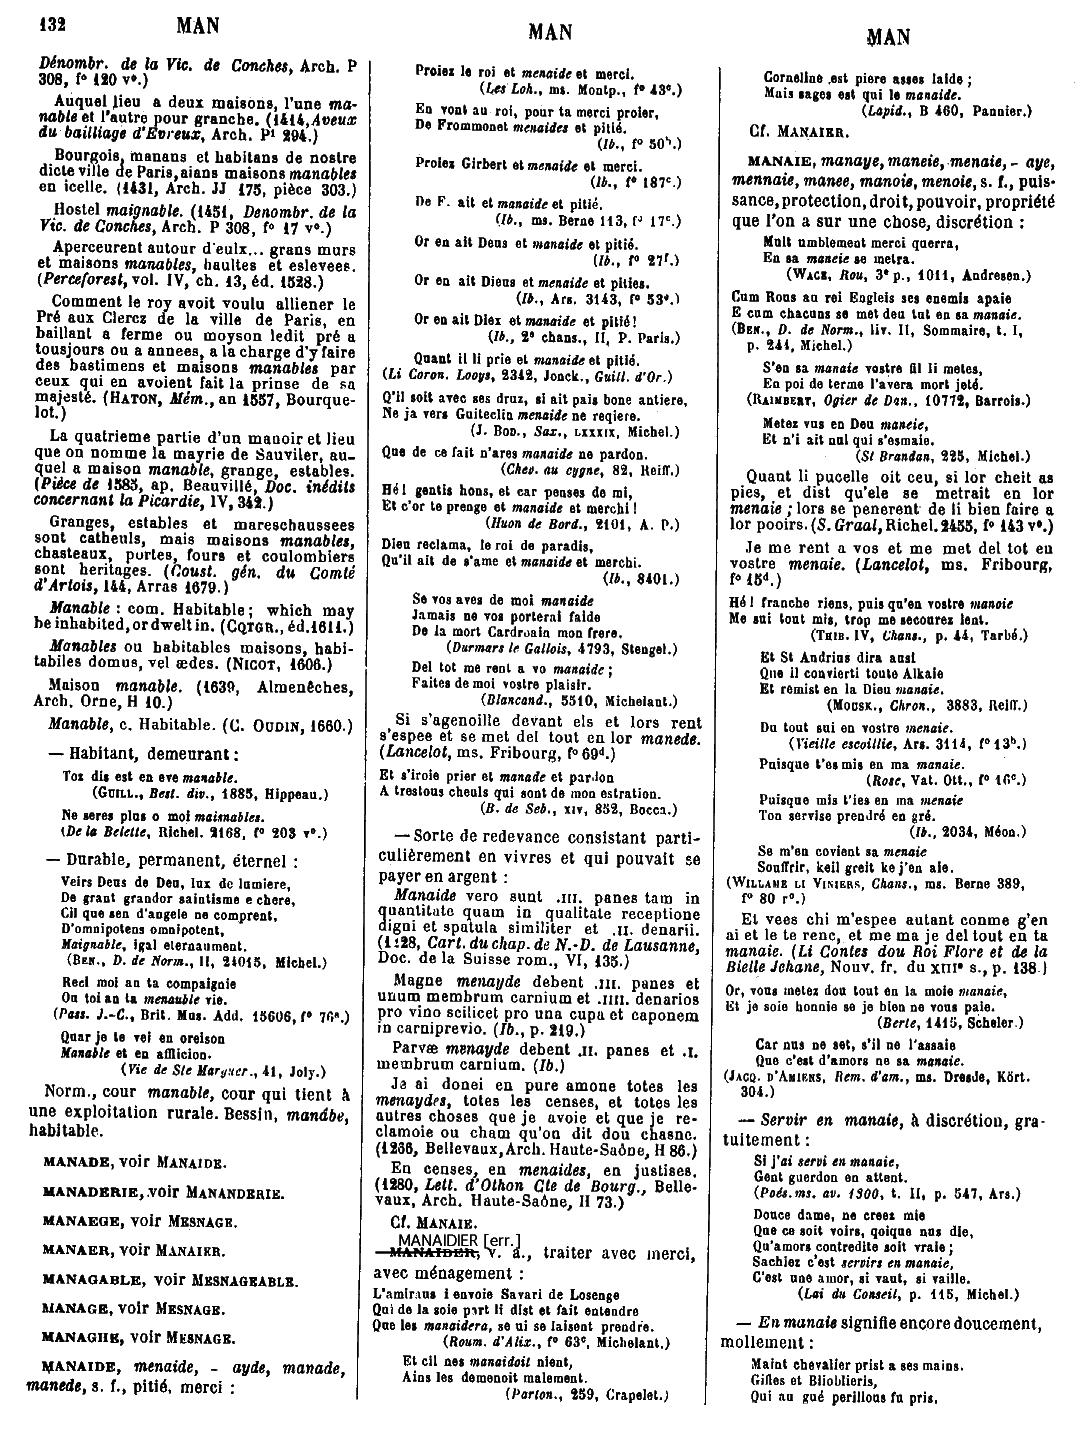 132 MAN
MAN
MAN
Dénombr. de la Vic. de Conches, Arch. P
308, f° 120 v°.)
Auquel lieu a deux maisons, l'une ma-
nable et l'autre pour granche. (1414, Aveux
du bailliage d'Evreux, Arch. P¹ 294.)
Bourgois, manans et habitans de nostre
dicte ville de Paris, aians maisons manables
en icelle. (1431, Arch. JJ 175, pièce 303.)
Hostel maignable. (1451, Denombr. de la
Vic. de Conches, Arch. P 308, f° 17 v°.)
Aperceurent autour d'eulx... grans murs
et maisons manables, haultes et eslevees.
(Perceforest, vol. IV, ch. 13, éd. 1528.)
Comment le roy avoit voulu alliener le
Pré aux Clercz de la ville de Paris, en
baillant a ferme ou moyson ledit pré a
tousjours ou a annees, a la charge d'y faire
des bastimens et maisons manables par
ceux qui en avoient fait la prinse de sa
majesté. (HATON, Mém., an 1557, Bourque-
lot.)
La quatrieme partie d'un manoir et lieu
que on nomme la mayrie de Sauviler, au-
quel a maison manable, grange, estables.
(Pièce de 1585, ap. Beauvillé, Doc. inédits
concernant la Picardie, IV, 342.)
Granges, estables et mareschaussees
sont catheuls, mais maisons manables,
chasteaux, portes, fours et coulombiers
sont heritages. (Coust. gén. du Comté
d'Artois, 144, Arras 1679.)
Manable : com. Habitable ; which may
be inhabited, or dwelt in. (COTGR., éd. 1611.)
Manables ou habitables maisons, habi-
tabiles domus, vel ædes. (NICOT, 1606.)
Maison manable. (1639, Almenêches,
Arch. Orne, H 10.)
Manable, c. Habitable. (C. OUDIN, 1660.)
— Habitant, demeurant :
Toz dis est en eve manable.
(GUILL., Best. div., 1885, Hippeau.)
Ne seres plus o moi maisnables.
(De la Belette, Richel. 2168, f° 203 v°.)
— Durable, permanent, éternel :
Veirs Deus de Deu, lux de lumiere,
De grant grandor saintisme e chere,
Cil que sen d'angele ne comprent,
D'omnipotens omnipotent,
Maignable, igal eternaument.
(BEN., D. de Norm., II, 24015, Michel.)
Recl moi an ta compaignie
On toi an ta menauble vie.
(Pass. J.-C., Brit. Mus. Add. 15606, f° 76ᵃ.)
Quar je te vei en oreison
Manable et en afflicion.
(Vie de Ste Marguer., 41, Joly.)
Norm., cour manable, cour qui tient à
une exploitation rurale. Bessin, manâbe,
habitable.
MANADE, voir MANAIDE.
MANADERIE, voir MANANDERIE.
MANAEGE, voir MESNAGE.
MANAER, voir MANAIER.
MANAGABLE, voir MESNAGEABLE.
MANAGE, voir MESNAGE.
MANAGHE, voir MESNAGE.
MANAIDE, menaide, - ayde, manade,
manede, s. f., pitié, merci :
Proiez le roi et menaide et merci.
(Les Loh., ms. Montp., f° 43ᶜ.)
En vont au roi, pour ta merci proier,
De Frommonet menaides et pitié.
(Ib., f° 50ᵇ.)
Proiez Girbert et menaide et merci.
(Ib., f° 187ᶜ.)
De F. ait et manaide et pitié.
(Ib., ms. Berne 113, f° 17ᶜ.)
Or en ait Deus et manaide et pitié.
(Ib., f° 27ᶠ.)
Or en ait Dieus et menaide et pities.
(Ib., Ars. 3143, f° 53ᵃ.)
Or en ait Diex et manaide et pitié !
(Ib., 2ᵉ chans., II, P. Paris.)
Quant il li prie et manaide et pitié.
(Li Coron. Looys, 2342, Jonck., Guill. d'Or.)
Q'il soit avec ses druz, si ait pais bone antiere,
Ne ja vers Guiteclin menaide ne reqiere.
(J. BOD., Sax., LXXXIX, Michel.)
Que de ce fait n'ares manaide ne pardon.
(Chev. au cygne, 82, Reiff.)
Hé ! gentis hons, et car penses de mi,
Et c'or te prenge et manaide et merchi !
(Huon de Bord., 2101, A. P.)
Dieu reclama, le roi de paradis,
Qu'il ait de s'ame et manaide et merchi.
(Ib., 8401.)
Se vos aves de moi manaide
Jamais ne vos porterai faide
De la mort Cardroain mon frere.
(Durmars le Gallois, 4793, Stengel.)
Del tot me rent a vo manaide ;
Faites de moi vostre plaisir.
(Blancand., 5510, Michelant.)
Si s'agenoille devant els et lors rent
s'espee et se met del tout en lor manede.
(Lancelot, ms. Fribourg, f° 69ᵈ.)
Et s'iroie prier et manade et pardon
A trestous cheuls qui sont de mon estration.
(B. de Seb., XIV, 852, Bocca.)
— Sorte de redevance consistant parti-
culièrement en vivres et qui pouvait se
payer en argent :
Manaide vero sunt .III. panes tam in
quantitate quam in qualitate receptione
digni et spatula similiter et .II. denarii.
(1228, Cart. du chap. de N.-D. de Lausanne,
Doc. de la Suisse rom., VI, 135.)
Magne menayde debent .III. panes et
unum membrum carnium et .IIII. denarios
pro vino scilicet pro una cupa et caponem
in carniprevio. (Ib., p. 219.)
Parvæ menayde debent .II. panes et .I.
membrum carnium. (Ib.)
Ja ai donei en pure amone totes les
menaydes, totes les censes, et totes les
autres choses que je avoie et que je re-
clamoie ou cham qu'on dit dou chasne.
(1266, Bellevaux, Arch. Haute-Saône, H 86.)
En censes, en menaides, en justises.
(1280, Lett. d'Othon Cte de Bourg., Belle-
vaux, Arch. Haute-Saône, H 73.)
Cf. MANAIE.
MANAIDIER [err.]
MANAIDER, v. a., traiter avec merci,
avec ménagement :
L'amiraus i envoie Savari de Losenge
Qui de la soie part li dist et fait entendre
Que les manaidera, se ui se laisent prendre.
(Roum. d'Alix., f° 63ᶜ, Michelant.)
Et cil nes manaidoit nient,
Ains les demenoit malement.
(Parton., 259, Crapelet.)
Corneline est piere asses laide ;
Mais sages est qui le manaide.
(Lapid., B 460, Pannier.)
Cf. MANAIER.
MANAIE, manaye, maneie, menaie, - aye,
mennaie, manee, manoie, menoie, s. f., puis-
sance, protection, droit, pouvoir, propriété
que l'on a sur une chose, discrétion :
Mult umblement merci querra,
En sa maneie se metra.
(WACE, Rou, 3ᵉ p., 1011, Andresen.)
Cum Rous au roi Engleis ses enemis apaie
E cum chacuns se met deu tut en sa manaie.
(BEN., D. de Norm., liv. II, Sommaire, t. I,
p. 241, Michel.)
S'en sa manaie vostre fil li metes,
En poi de terme l'avera mort jeté.
(RAIMBERT, Ogier de Dan., 10772, Barrois.)
Metez vus en Deu maneie,
Et n'i ait nul qui s'esmaie.
(St Brandan, 225, Michel.)
Quant li pucelle oit ceu, si lor cheit as
pies, et dist qu'ele se metrait en lor
menaie ; lors se penerent de li bien faire a
lor pooirs. (S. Graal, Richel. 2455, f° 143 v°.)
Je me rent a vos et me met del tot en
vostre menaie. (Lancelot, ms. Fribourg,
f° 15ᵈ.)
Hé ! franche riens, puis qu'en vostre manoie
Me sui tout mis, trop me secourez lent.
(THIB. IV, Chans., p. 44, Tarbé.)
Et St Andrius dira ausi
Que il convierti toute Alkaie
Et remist en la Dieu manaie.
(MOUSK., Chron., 3883, Reiff.)
Du tout sui en vostre menaie.
(Vieille escoillie, Ars. 3114, f° 13ᵇ.)
Puisque t'es mis en ma manaie.
(Rose, Vat. Ott., f° 16ᶜ.)
Puisque mis t'ies en ma menaie
Ton servise prendré en gré.
(Ib., 2034, Méon.)
Se m'en covient sa menaie
Souffrir, keil greit ke j'en aie.
(WILLAME LI VINIERS, Chans., ms. Berne 389,
f° 80 r°.)
Et vees chi m'espee autant conme g'en
ai et le te renc, et me ma je del tout en ta
manaie. (Li Contes dou Roi Flore et de la
Bielle Jehane, Nouv. fr. du XIIIᵉ s., p. 138.)
Or, vous metez dou tout en la moie manaie,
Et je soie honnie se je bien ne vous paie.
(Berte, 1415, Scheler.)
Car nus ne set, s'il ne l'assaie
Que c'est d'amors ne sa manaie.
(JACQ. D'AMIENS, Rem. d'am., ms. Dresde, Kört.
304.)
— Servir en manaie, à discrétion, gra-
tuitement :
Si j'ai servi en manaie,
Gent guerdon en attent.
(Poés. ms. av. 1300, t. II, p. 547, Ars.)
Douce dame, ne creez mie
Que ce soit voirs, qoique nus die,
Qu'amors contredite soit vraie ;
Sachiez c'est servirs en manaie,
C'est une amor, si vaut, si vaille.
(Lai du Conseil, p. 115, Michel.)
— En manaie signifie encore doucement,
mollement :
Maint chevalier prist a ses mains.
Gifles et Blioblieris,
Qui au gué perillous fu pris,